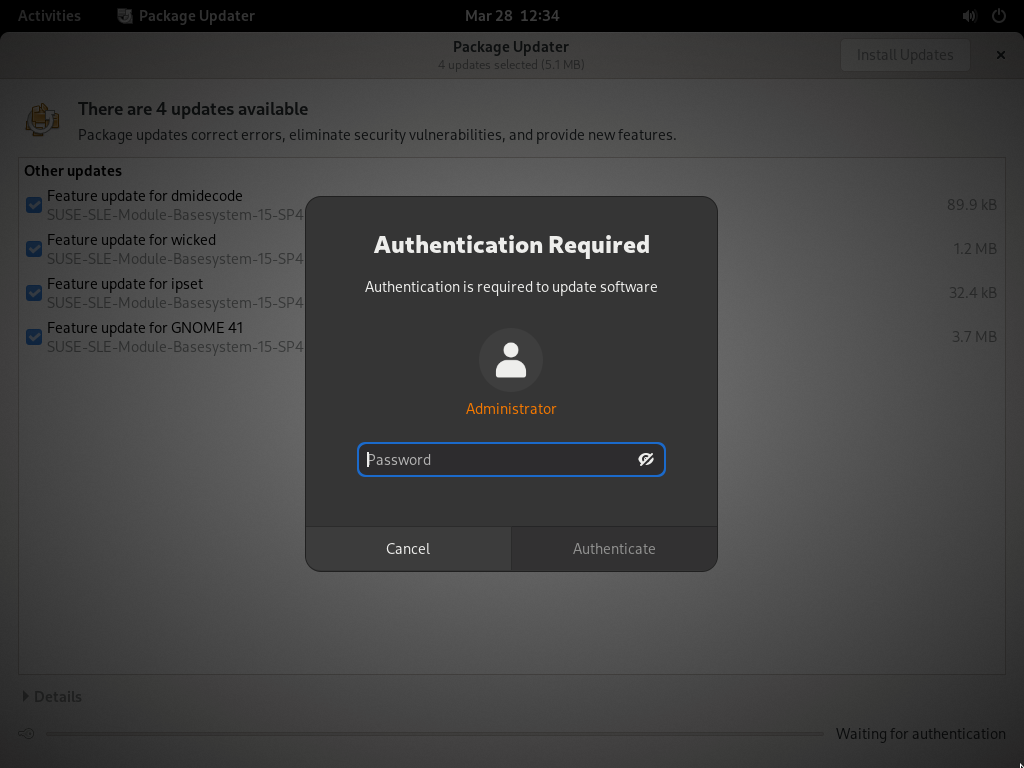 Activities
Package Updater
Mar 28 12:34
Package Updater
4 updates selected (5.1 MB)
Install Updates
There are 4 updates available
Package updates correct errors, eliminate security vulnerabilities, and provide new features.
Other updates
Feature update for dmidecode
SUSE-SLE-Module-Basesystem-15-SP4
89.9 kB
Feature update for wicked
SUSE-SLE-Module-Basesystem-15-SP4
1.2 MB
Feature update for ipset
SUSE-SLE-Module-Basesystem-15-SP4
32.4 kB
Feature update for GNOME 41
SUSE-SLE-Module-Basesystem-15-SP4
3.7 MB
Authentication Required
Authentication is required to update software
Administrator
Password
Cancel
Authenticate
Details
Waiting for authentication